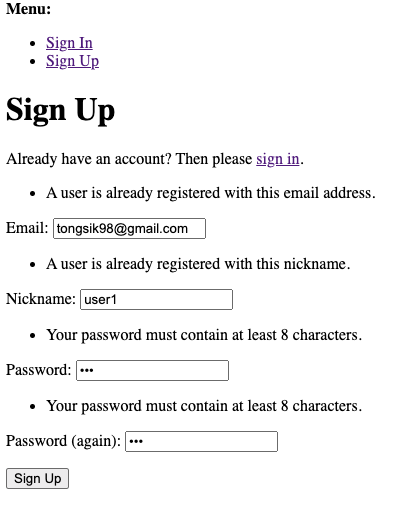 Menu:
Sign In
Sign Up
Sign Up
Already have an account? Then please sign in.
A user is already registered with this email address.
Email: tongsik98@gmail.com
A user is already registered with this nickname.
Nickname: user1
Your password must contain at least 8 characters.
Password: •••
Your password must contain at least 8 characters.
Password (again): •••
Sign Up